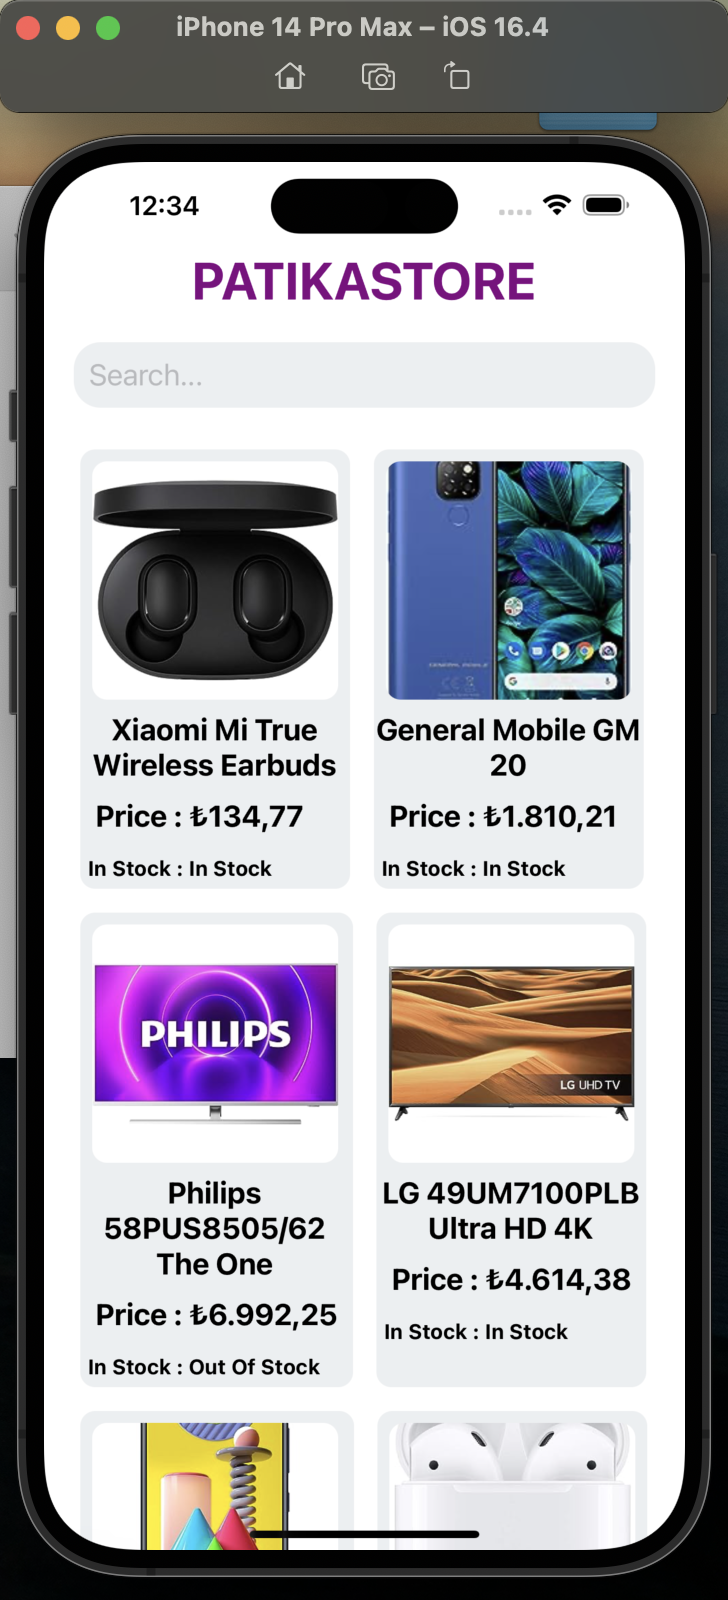 iPhone 14 Pro Max – iOS 16.4
12:34
PATIKASTORE
Search...
GENERAL MOBILE
Xiaomi Mi True
Wireless Earbuds
Price : ₺134,77
In Stock : In Stock
General Mobile GM
20
Price : ₺1.810,21
In Stock : In Stock
PHILIPS
LG UHD TV
Philips
58PUS8505/62
The One
Price : ₺6.992,25
In Stock : Out Of Stock
LG 49UM7100PLB
Ultra HD 4K
Price : ₺4.614,38
In Stock : In Stock